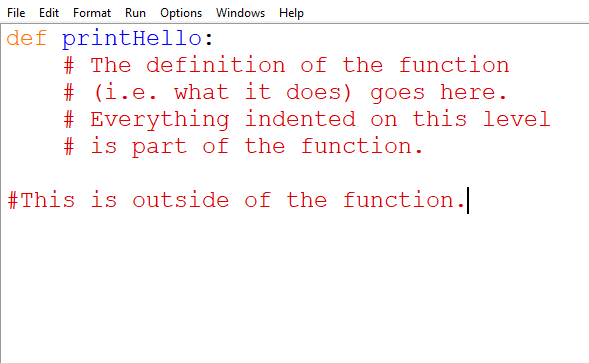 File Edit Format Run Options Windows Help
def printHello:
    # The definition of the function
    # (i.e. what it does) goes here.
    # Everything indented on this level
    # is part of the function.
#This is outside of the function.